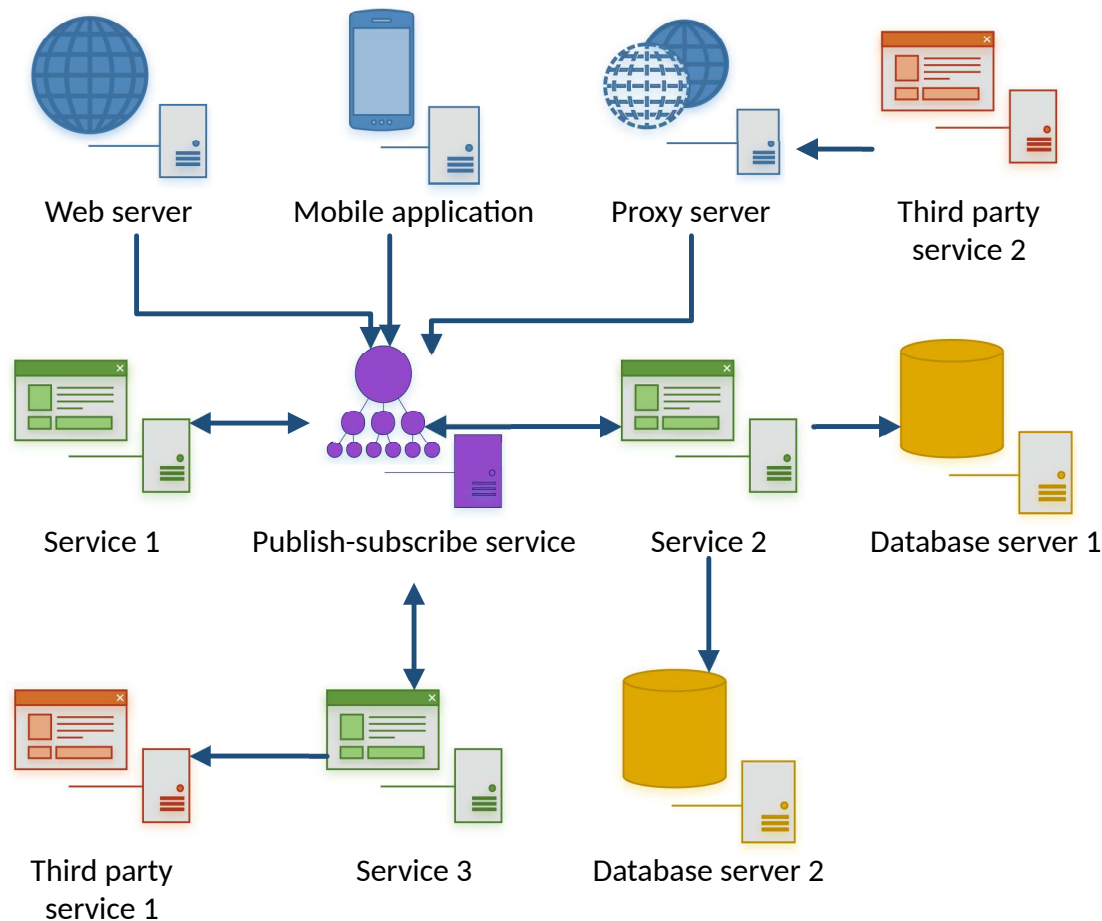 Web server
Mobile application
Proxy server
Third party
service 2
Service 1
Publish-subscribe service
Service 2
Database server 1
Third party
service 1
Service 3
Database server 2